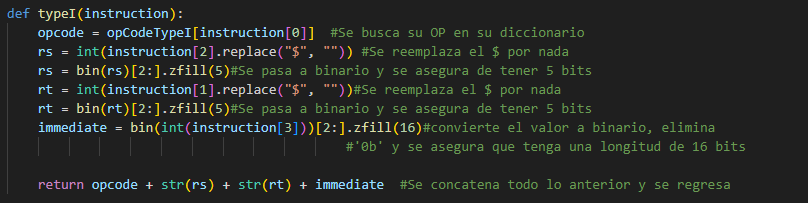 def typeI(instruction):
    opcode = opCodeTypeI[instruction[0]]  #Se busca su OP en su diccionario
    rs = int(instruction[2].replace("$", "")) #Se reemplaza el $ por nada
    rs = bin(rs)[2:].zfill(5)#Se pasa a binario y se asegura de tener 5 bits
    rt = int(instruction[1].replace("$", ""))#Se reemplaza el $ por nada
    rt = bin(rt)[2:].zfill(5)#Se pasa a binario y se asegura de tener 5 bits
    immediate = bin(int(instruction[3]))[2:].zfill(16)#convierte el valor a binario, elimina
                                            #'0b' y se asegura que tenga una longitud de 16 bits
    return opcode + str(rs) + str(rt) + immediate  #Se concatena todo lo anterior y se regresa